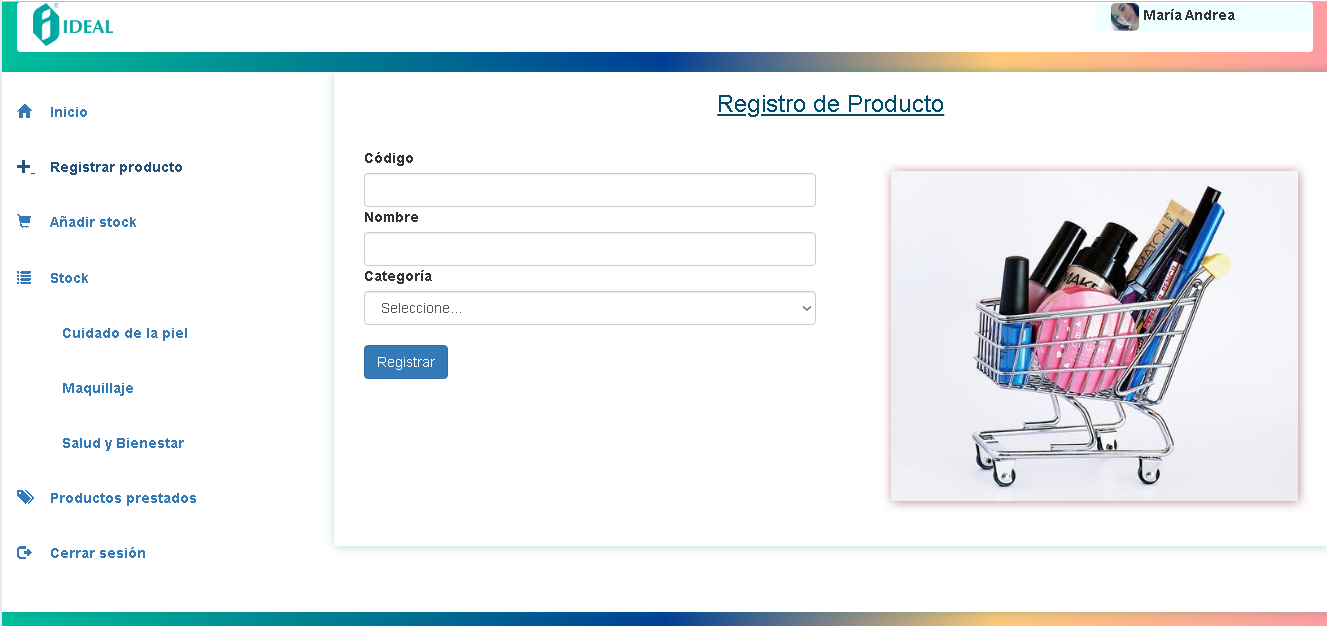 IDEAL
María Andrea
Inicio
Registrar producto
Añadir stock
Stock
Cuidado de la piel
Maquillaje
Salud y Bienestar
Productos prestados
Cerrar sesión
Registro de Producto
Código
Nombre
Categoría
Seleccione...
Registrar
MATCH
MAKE
PENCIL